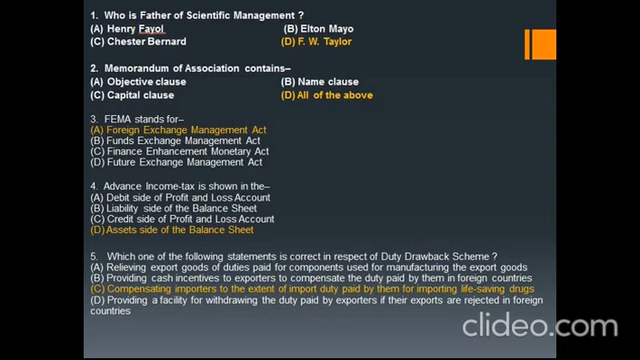 1. Who is Father of Scientific Management ?
(A) Henry Fayol (B) Elton Mayo
(C) Chester Bernard (D) F. W. Taylor
2. Memorandum of Association contains–
(A) Objective clause (B) Name clause
(C) Capital clause (D) All of the above
3. FEMA stands for–
(A) Foreign Exchange Management Act
(B) Funds Exchange Management Act
(C) Finance Enhancement Monetary Act
(D) Future Exchange Management Act
4. Advance Income-tax is shown in the–
(A) Debit side of Profit and Loss Account
(B) Liability side of the Balance Sheet
(C) Credit side of Profit and Loss Account
(D) Assets side of the Balance Sheet
5. Which one of the following statements is correct in respect of Duty Drawback Scheme ?
(A) Relieving export goods of duties paid for components used for manufacturing the export goods
(B) Providing cash incentives to exporters to compensate the duty paid by them in foreign countries
(C) Compensating importers to the extent of import duty paid by them for importing life-saving drugs
(D) Providing a facility for withdrawing the duty paid by exporters if their exports are rejected in foreign
countries
clideo.com